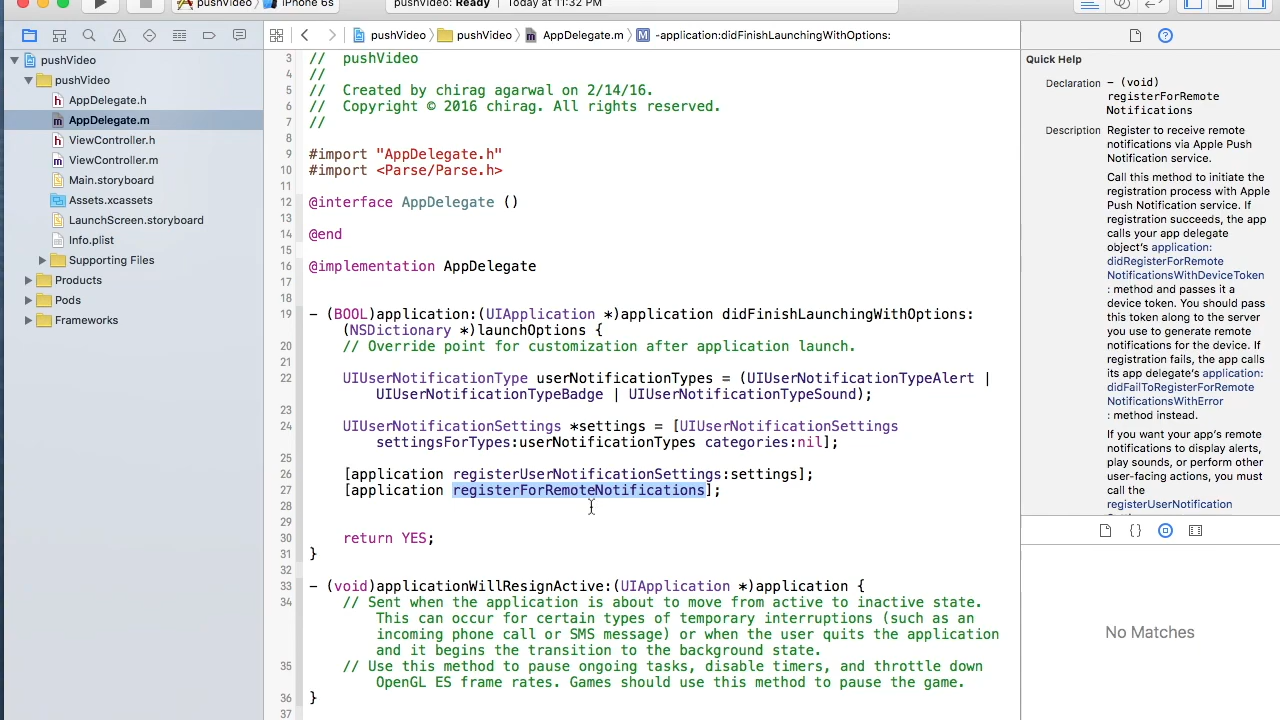 pushVideo
iPhone 6s
pushVideo: Ready
Today at 11:32 PM
pushVideo
pushVideo
AppDelegate.m
M
-application:didFinishLaunchingWithOptions:
pushVideo
pushVideo
h AppDelegate.h
m AppDelegate.m
h ViewController.h
m ViewController.m
Main.storyboard
Assets.xcassets
LaunchScreen.storyboard
Info.plist
Supporting Files
Products
Pods
Frameworks
3 // pushVideo
4 //
5 // Created by chirag agarwal on 2/14/16.
6 // Copyright © 2016 chirag. All rights reserved.
7 //
8
9 #import "AppDelegate.h"
10 #import <Parse/Parse.h>
11
12 @interface AppDelegate ()
13
14 @end
15
16 @implementation AppDelegate
17
18
19 - (BOOL)application:(UIApplication *)application didFinishLaunchingWithOptions:
(NSDictionary *)launchOptions {
20 // Override point for customization after application launch.
21
22 UIUserNotificationType userNotificationTypes = (UIUserNotificationTypeAlert |
UIUserNotificationTypeBadge | UIUserNotificationTypeSound);
23
24 UIUserNotificationSettings *settings = [UIUserNotificationSettings
settingsForTypes:userNotificationTypes categories:nil];
25
26 [application registerUserNotificationSettings:settings];
27 [application registerForRemoteNotifications];
28
29
30 return YES;
31 }
32
33 - (void)applicationWillResignActive:(UIApplication *)application {
34 // Sent when the application is about to move from active to inactive state.
This can occur for certain types of temporary interruptions (such as an
incoming phone call or SMS message) or when the user quits the application
and it begins the transition to the background state.
35 // Use this method to pause ongoing tasks, disable timers, and throttle down
OpenGL ES frame rates. Games should use this method to pause the game.
36 }
37
Quick Help
Declaration - (void)
registerForRemote
Notifications
Description Register to receive remote
notifications via Apple Push
Notification service.
Call this method to initiate the
registration process with Apple
Push Notification service. If
registration succeeds, the app
calls your app delegate
object's application:
didRegisterForRemote
NotificationsWithDeviceToken
: method and passes it a
device token. You should pass
this token along to the server
you use to generate remote
notifications for the device. If
registration fails, the app calls
its app delegate's application:
didFailToRegisterForRemote
NotificationsWithError
: method instead.
If you want your app's remote
notifications to display alerts,
play sounds, or perform other
user-facing actions, you must
call the
registerUserNotification
No Matches